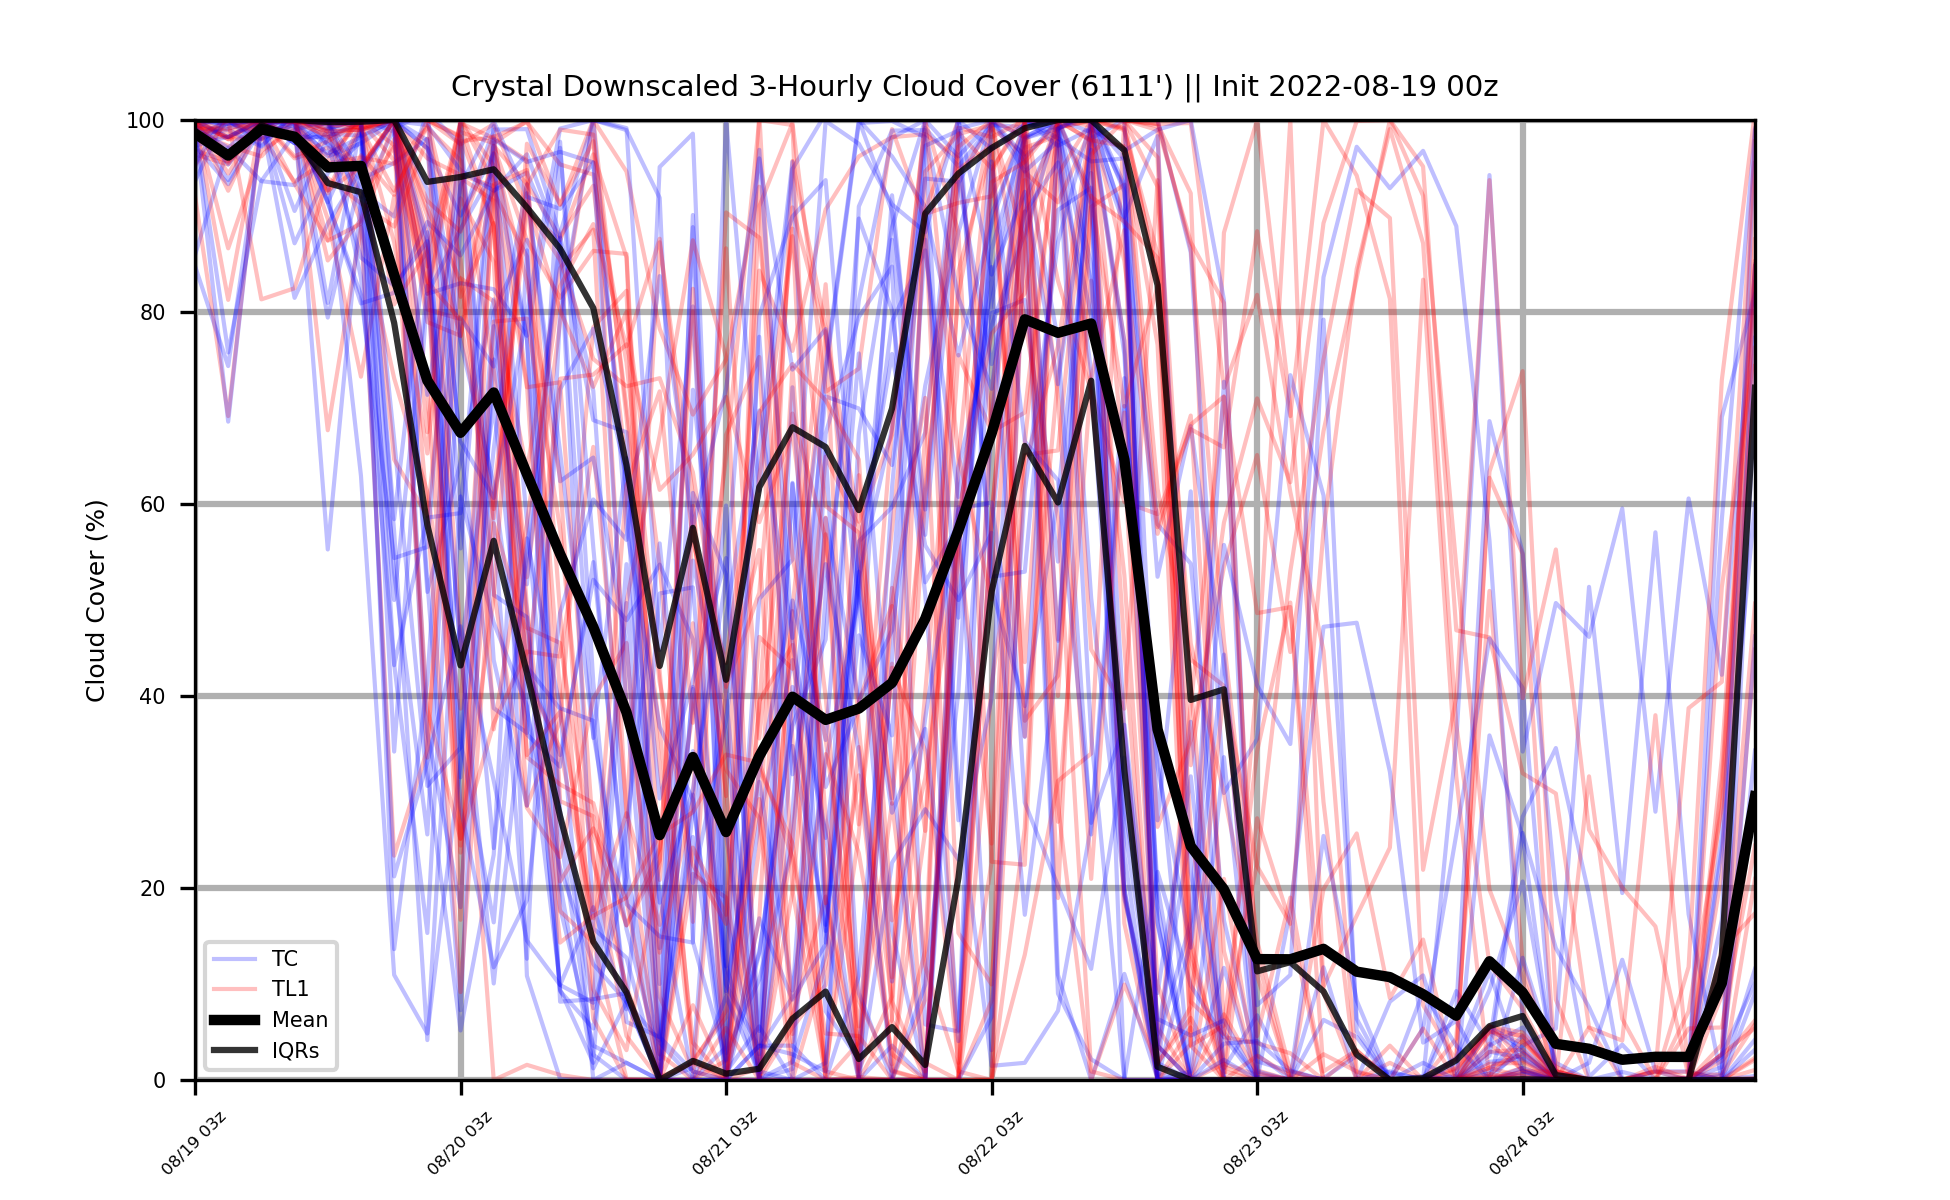 Crystal Downscaled 3-Hourly Cloud Cover (6111') || Init 2022-08-19 00z
Cloud Cover (%)
100
80
60
40
20
0
TC
TL1
Mean
IQRs
08/19 03z
08/20 03z
08/21 03z
08/22 03z
08/23 03z
08/24 03z